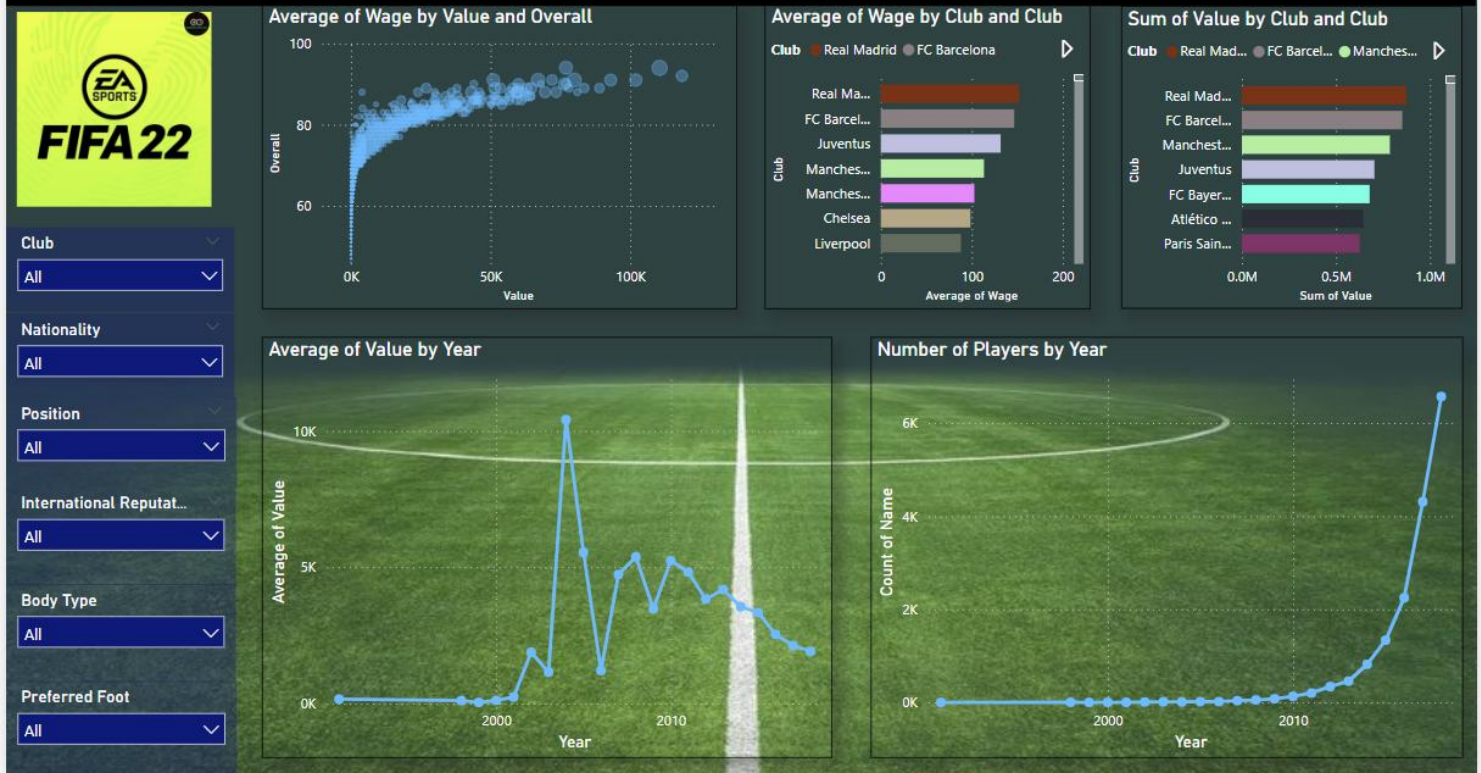 EA
SPORTS
FIFA 22
Club
All
Nationality
All
Position
All
International Reputat...
All
Body Type
All
Preferred Foot
All
Average of Wage by Value and Overall
100
80
60
Overall
0K 50K 100K
Value
Average of Wage by Club and Club
Club Real Madrid FC Barcelona
Real Ma...
FC Barcel...
Juventus
Manches...
Manches...
Chelsea
Liverpool
Club
0 100 200
Average of Wage
Sum of Value by Club and Club
Club Real Mad... FC Barcel... Manches...
Real Mad...
FC Barcel...
Manchest...
Juventus
FC Bayer...
Atlético ...
Paris Sain...
Club
0.0M 0.5M 1.0M
Sum of Value
Average of Value by Year
10K
5K
0K
Average of Value
2000 2010
Year
Number of Players by Year
6K
4K
2K
0K
Count of Name
2000 2010
Year